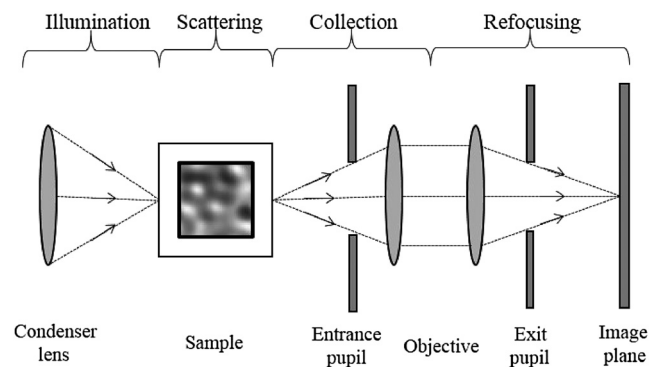 Illumination Scattering Collection Refocusing
Condenser lens
Sample
Entrance pupil
Objective
Exit pupil
Image plane